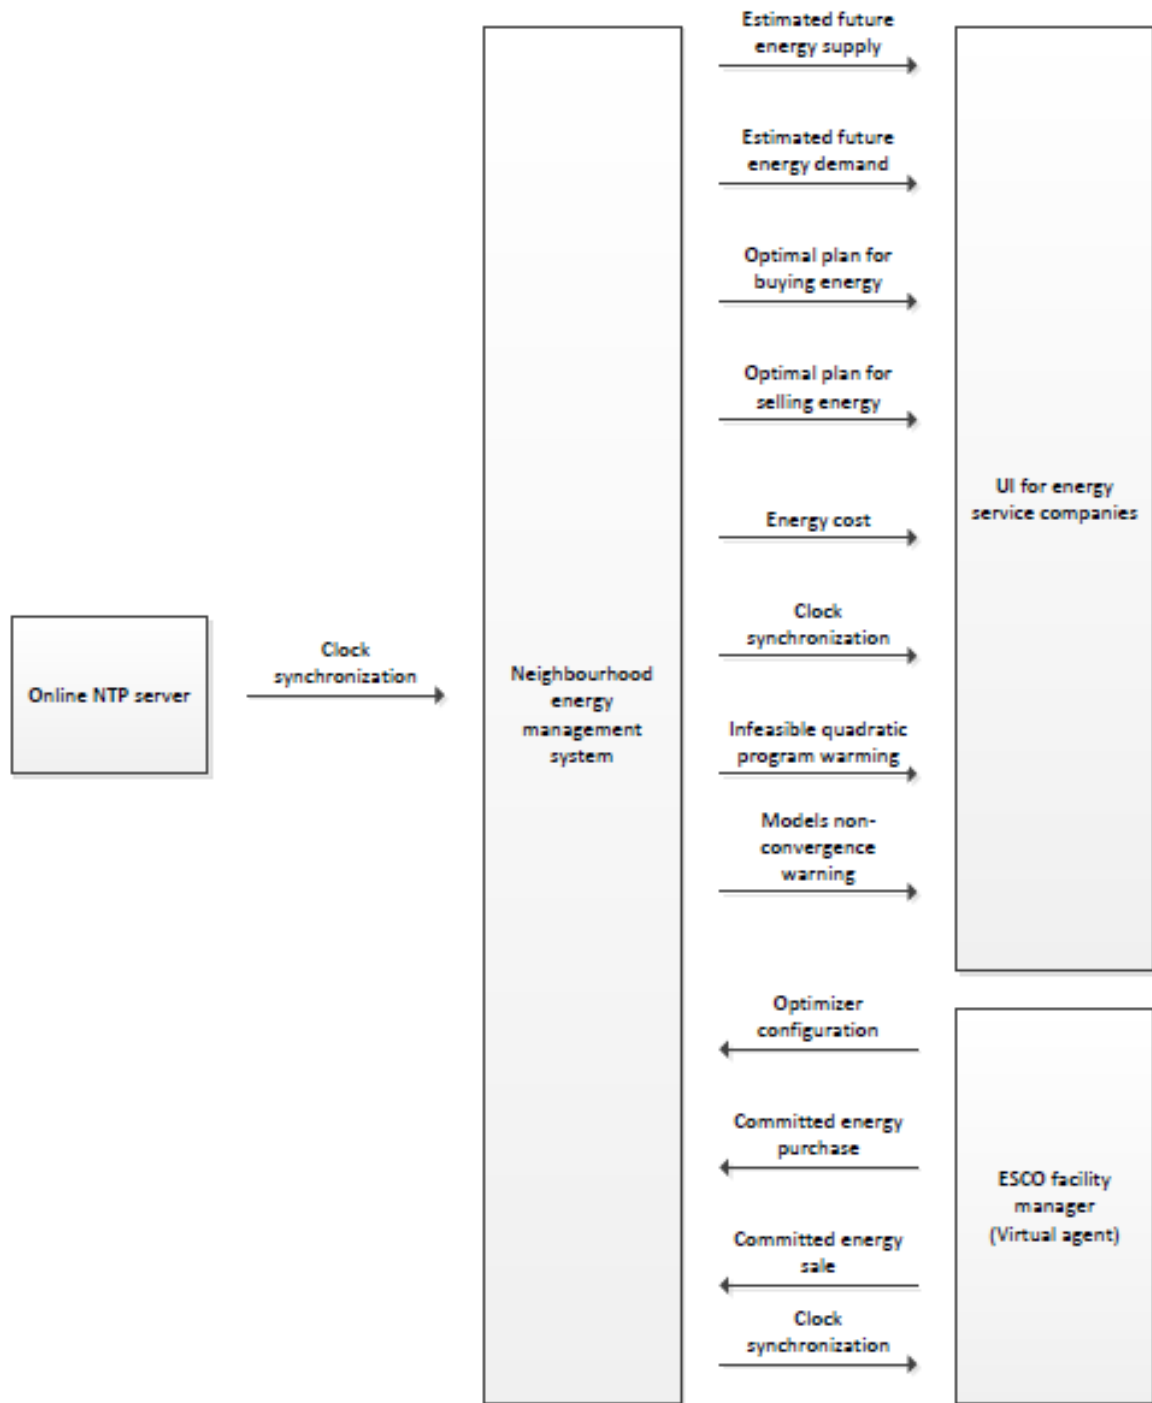 Estimated future
energy supply
Estimated future
energy demand
Optimal plan for
buying energy
Optimal plan for
selling energy
UI for energy
service companies
Energy cost
Clock
synchronization
Online NTP server
Clock
synchronization
Neighbourhood
energy
management
system
Infeasible quadratic
program warming
Models non-
convergence
warning
Optimizer
configuration
Committed energy
purchase
ESCO facility
manager
(Virtual agent)
Committed energy
sale
Clock
synchronization